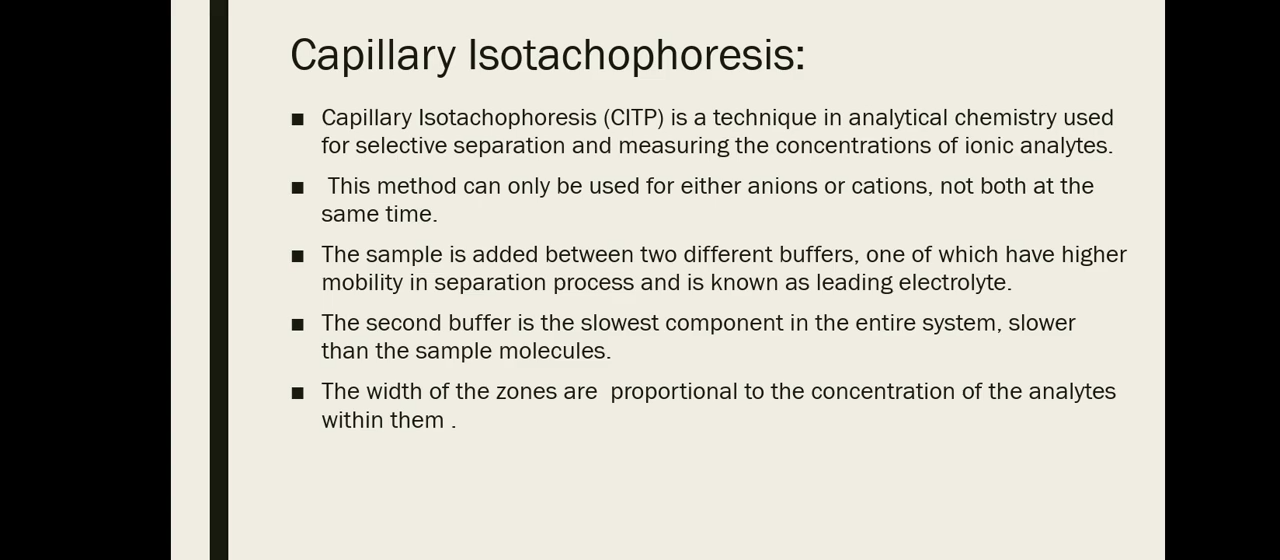 Capillary Isotachophoresis:
▪ Capillary Isotachophoresis (CITP) is a technique in analytical chemistry used
for selective separation and measuring the concentrations of ionic analytes.
▪ This method can only be used for either anions or cations, not both at the
same time.
▪ The sample is added between two different buffers, one of which have higher
mobility in separation process and is known as leading electrolyte.
▪ The second buffer is the slowest component in the entire system, slower
than the sample molecules.
▪ The width of the zones are  proportional to the concentration of the analytes
within them .